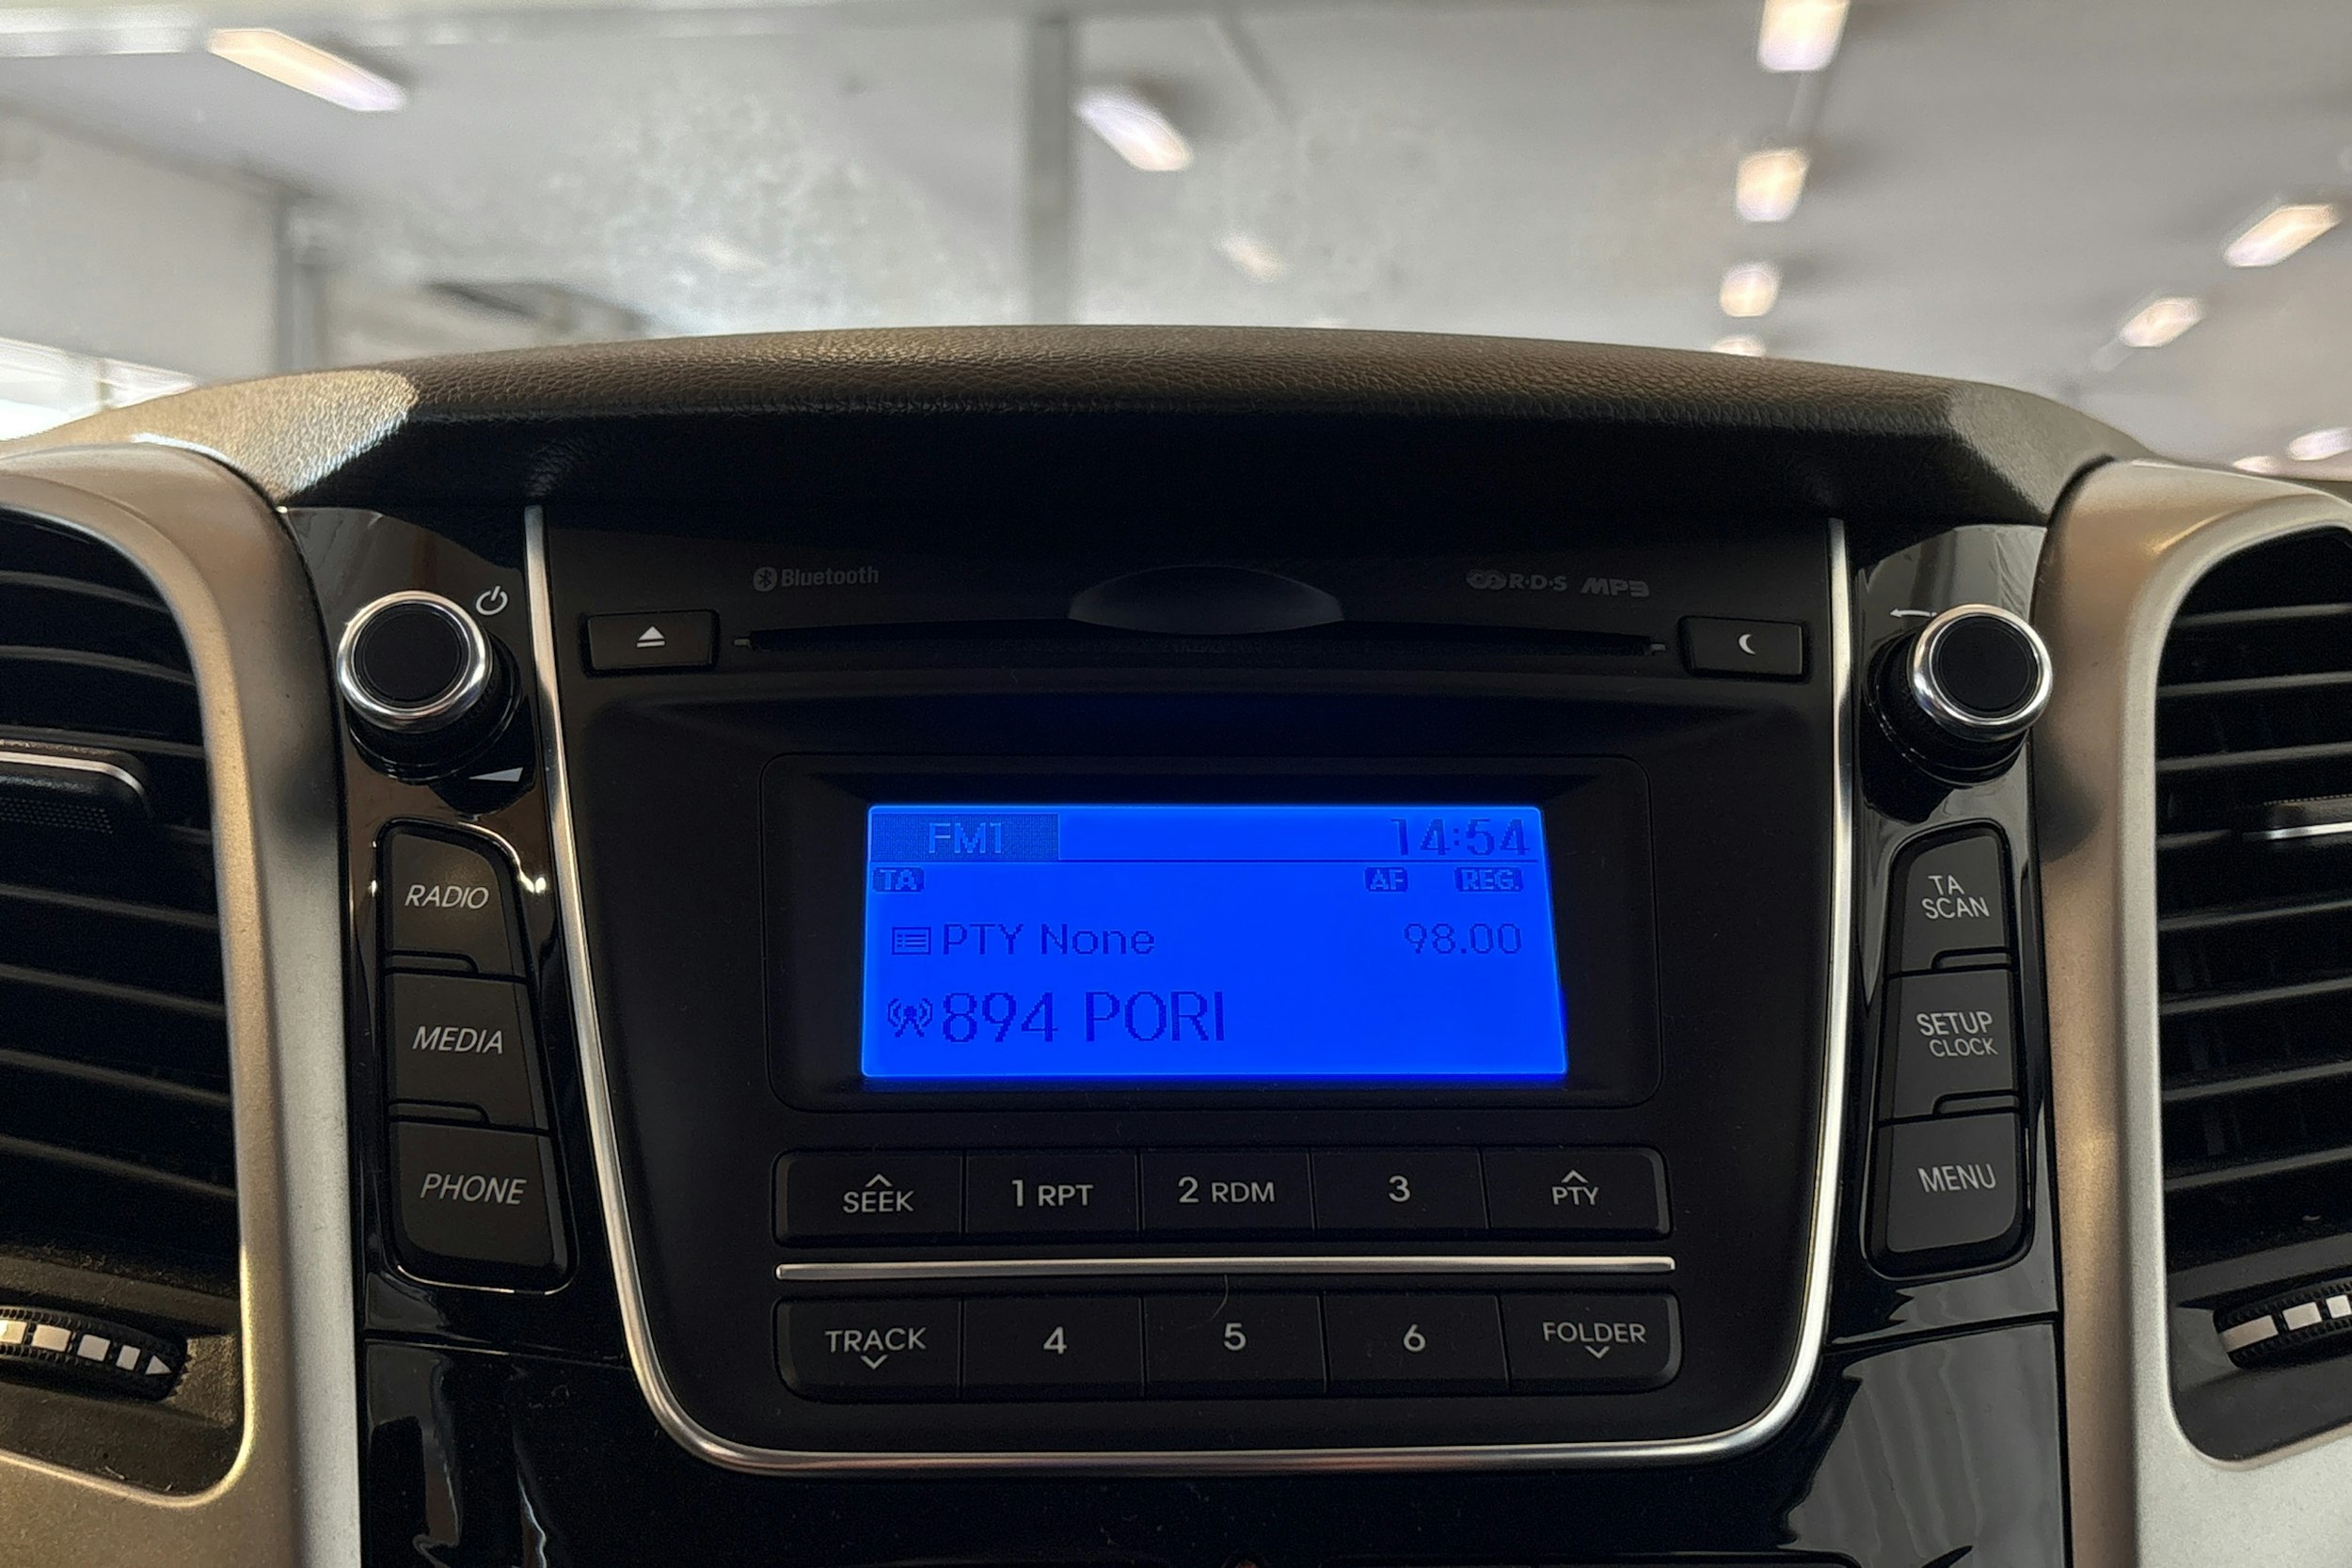 Bluetooth
R·D·S MP3
FM1 14:54
TA AF REG.
PTY None 98.00
894 PORI
RADIO
MEDIA
PHONE
TA
SCAN
SETUP
CLOCK
MENU
SEEK 1 RPT 2 RDM 3 PTY
TRACK 4 5 6 FOLDER